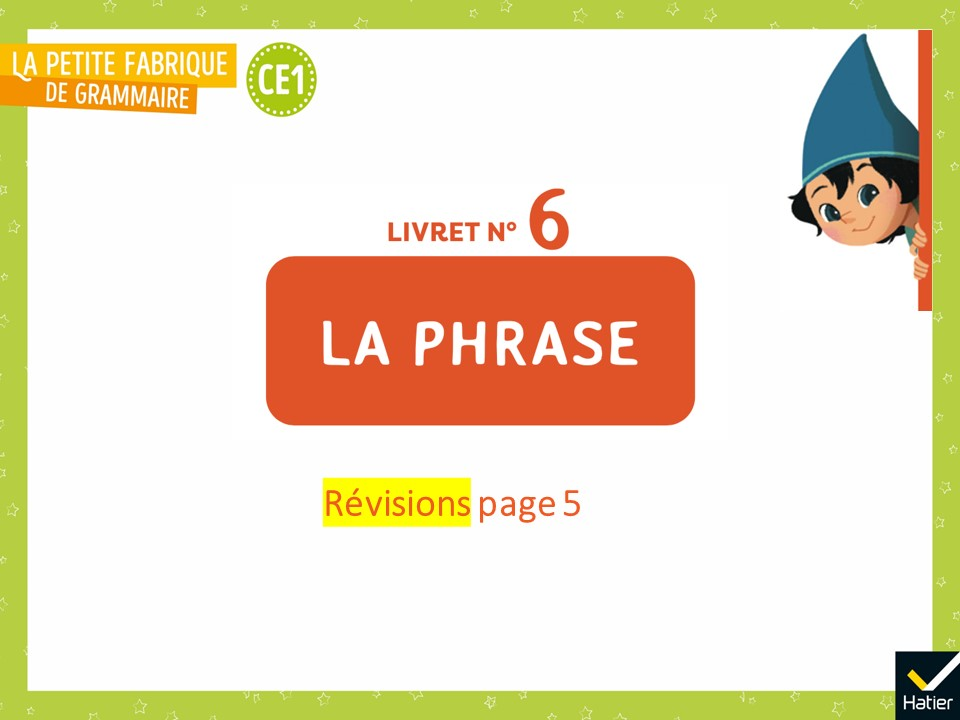 LA PETITE FABRIQUE
DE GRAMMAIRE
CE1
LIVRET N° 6
LA PHRASE
Révisions page 5
Hatier